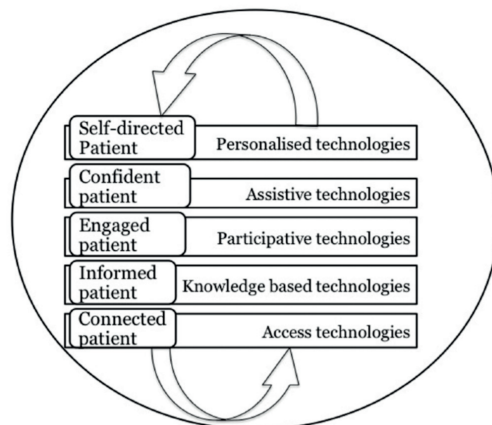 Self-directed
Patient
Personalised technologies
Confident
patient
Assistive technologies
Engaged
patient
Participative technologies
Informed
patient
Knowledge based technologies
Connected
patient
Access technologies